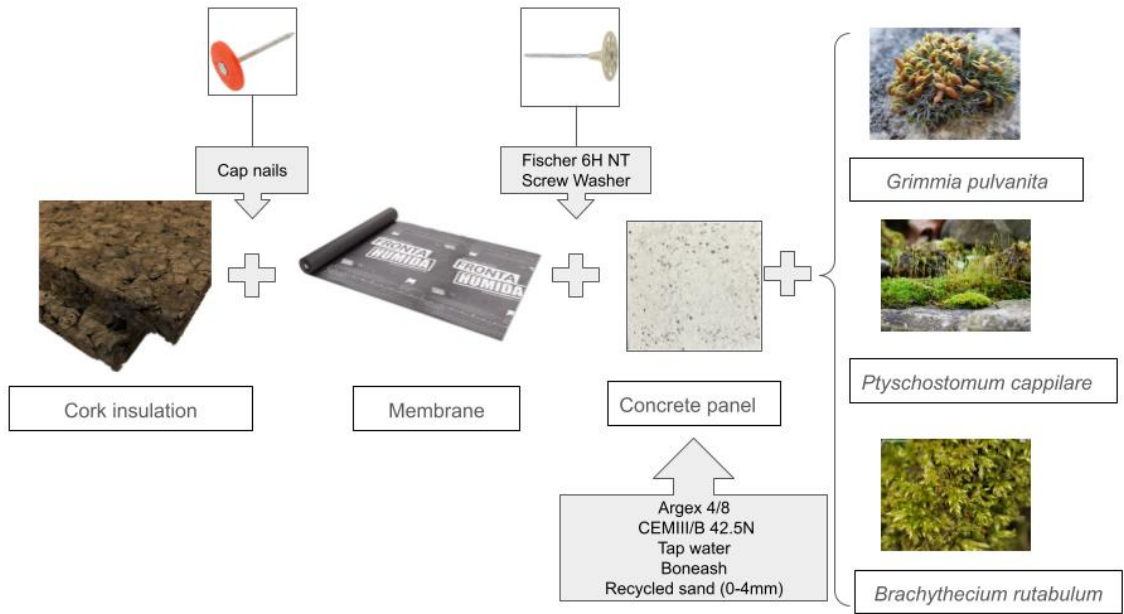 Cap nails
Fischer 6H NT
Screw Washer
Grimmia pulvanita
FRONTA
HUMIDA
FRONTA
HUMIDA
Cork insulation
Membrane
Concrete panel
Ptyschostomum cappilare
Argex 4/8
CEMIII/B 42.5N
Tap water
Boneash
Recycled sand (0-4mm)
Brachythecium rutabulum